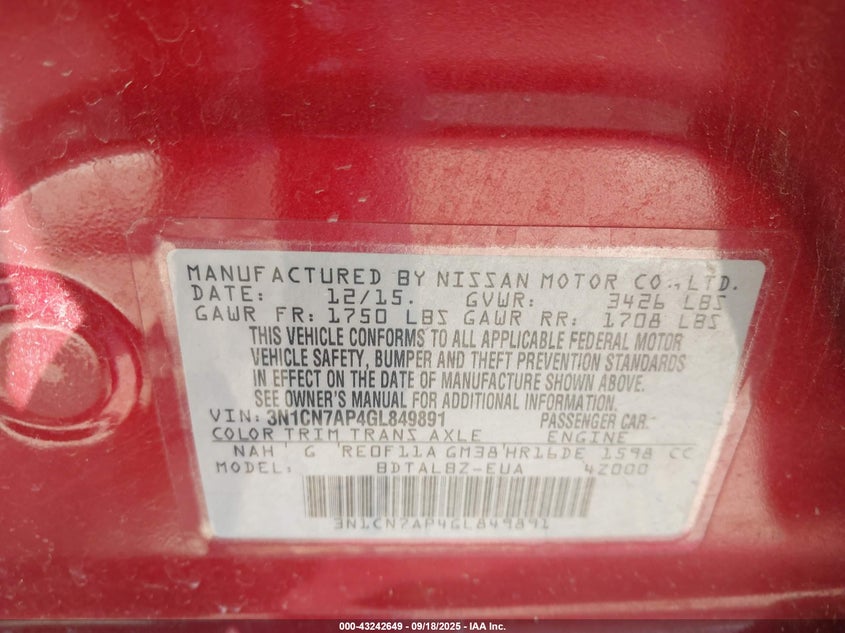 MANUFACTURED BY NISSAN MOTOR CO., LTD.
DATE: 12/15. GVWR: 3426 LBS
GAWR FR: 1750 LBS GAWR RR: 1708 LBS
THIS VEHICLE CONFORMS TO ALL APPLICABLE FEDERAL MOTOR
VEHICLE SAFETY, BUMPER AND THEFT PREVENTION STANDARDS
IN EFFECT ON THE DATE OF MANUFACTURE SHOWN ABOVE.
SEE OWNER'S MANUAL FOR ADDITIONAL INFORMATION.
VIN: 3N1CN7AP4GL849891 PASSENGER CAR.
COLOR TRIM TRANS AXLE ENGINE
NAH G RE0F11A GM38 HR16DE 1598 CC
MODEL: BDTALBZ-EUA 4Z000
3N1CN7AP4GL849891
000-43242649 - 09/18/2025 - IAA Inc.